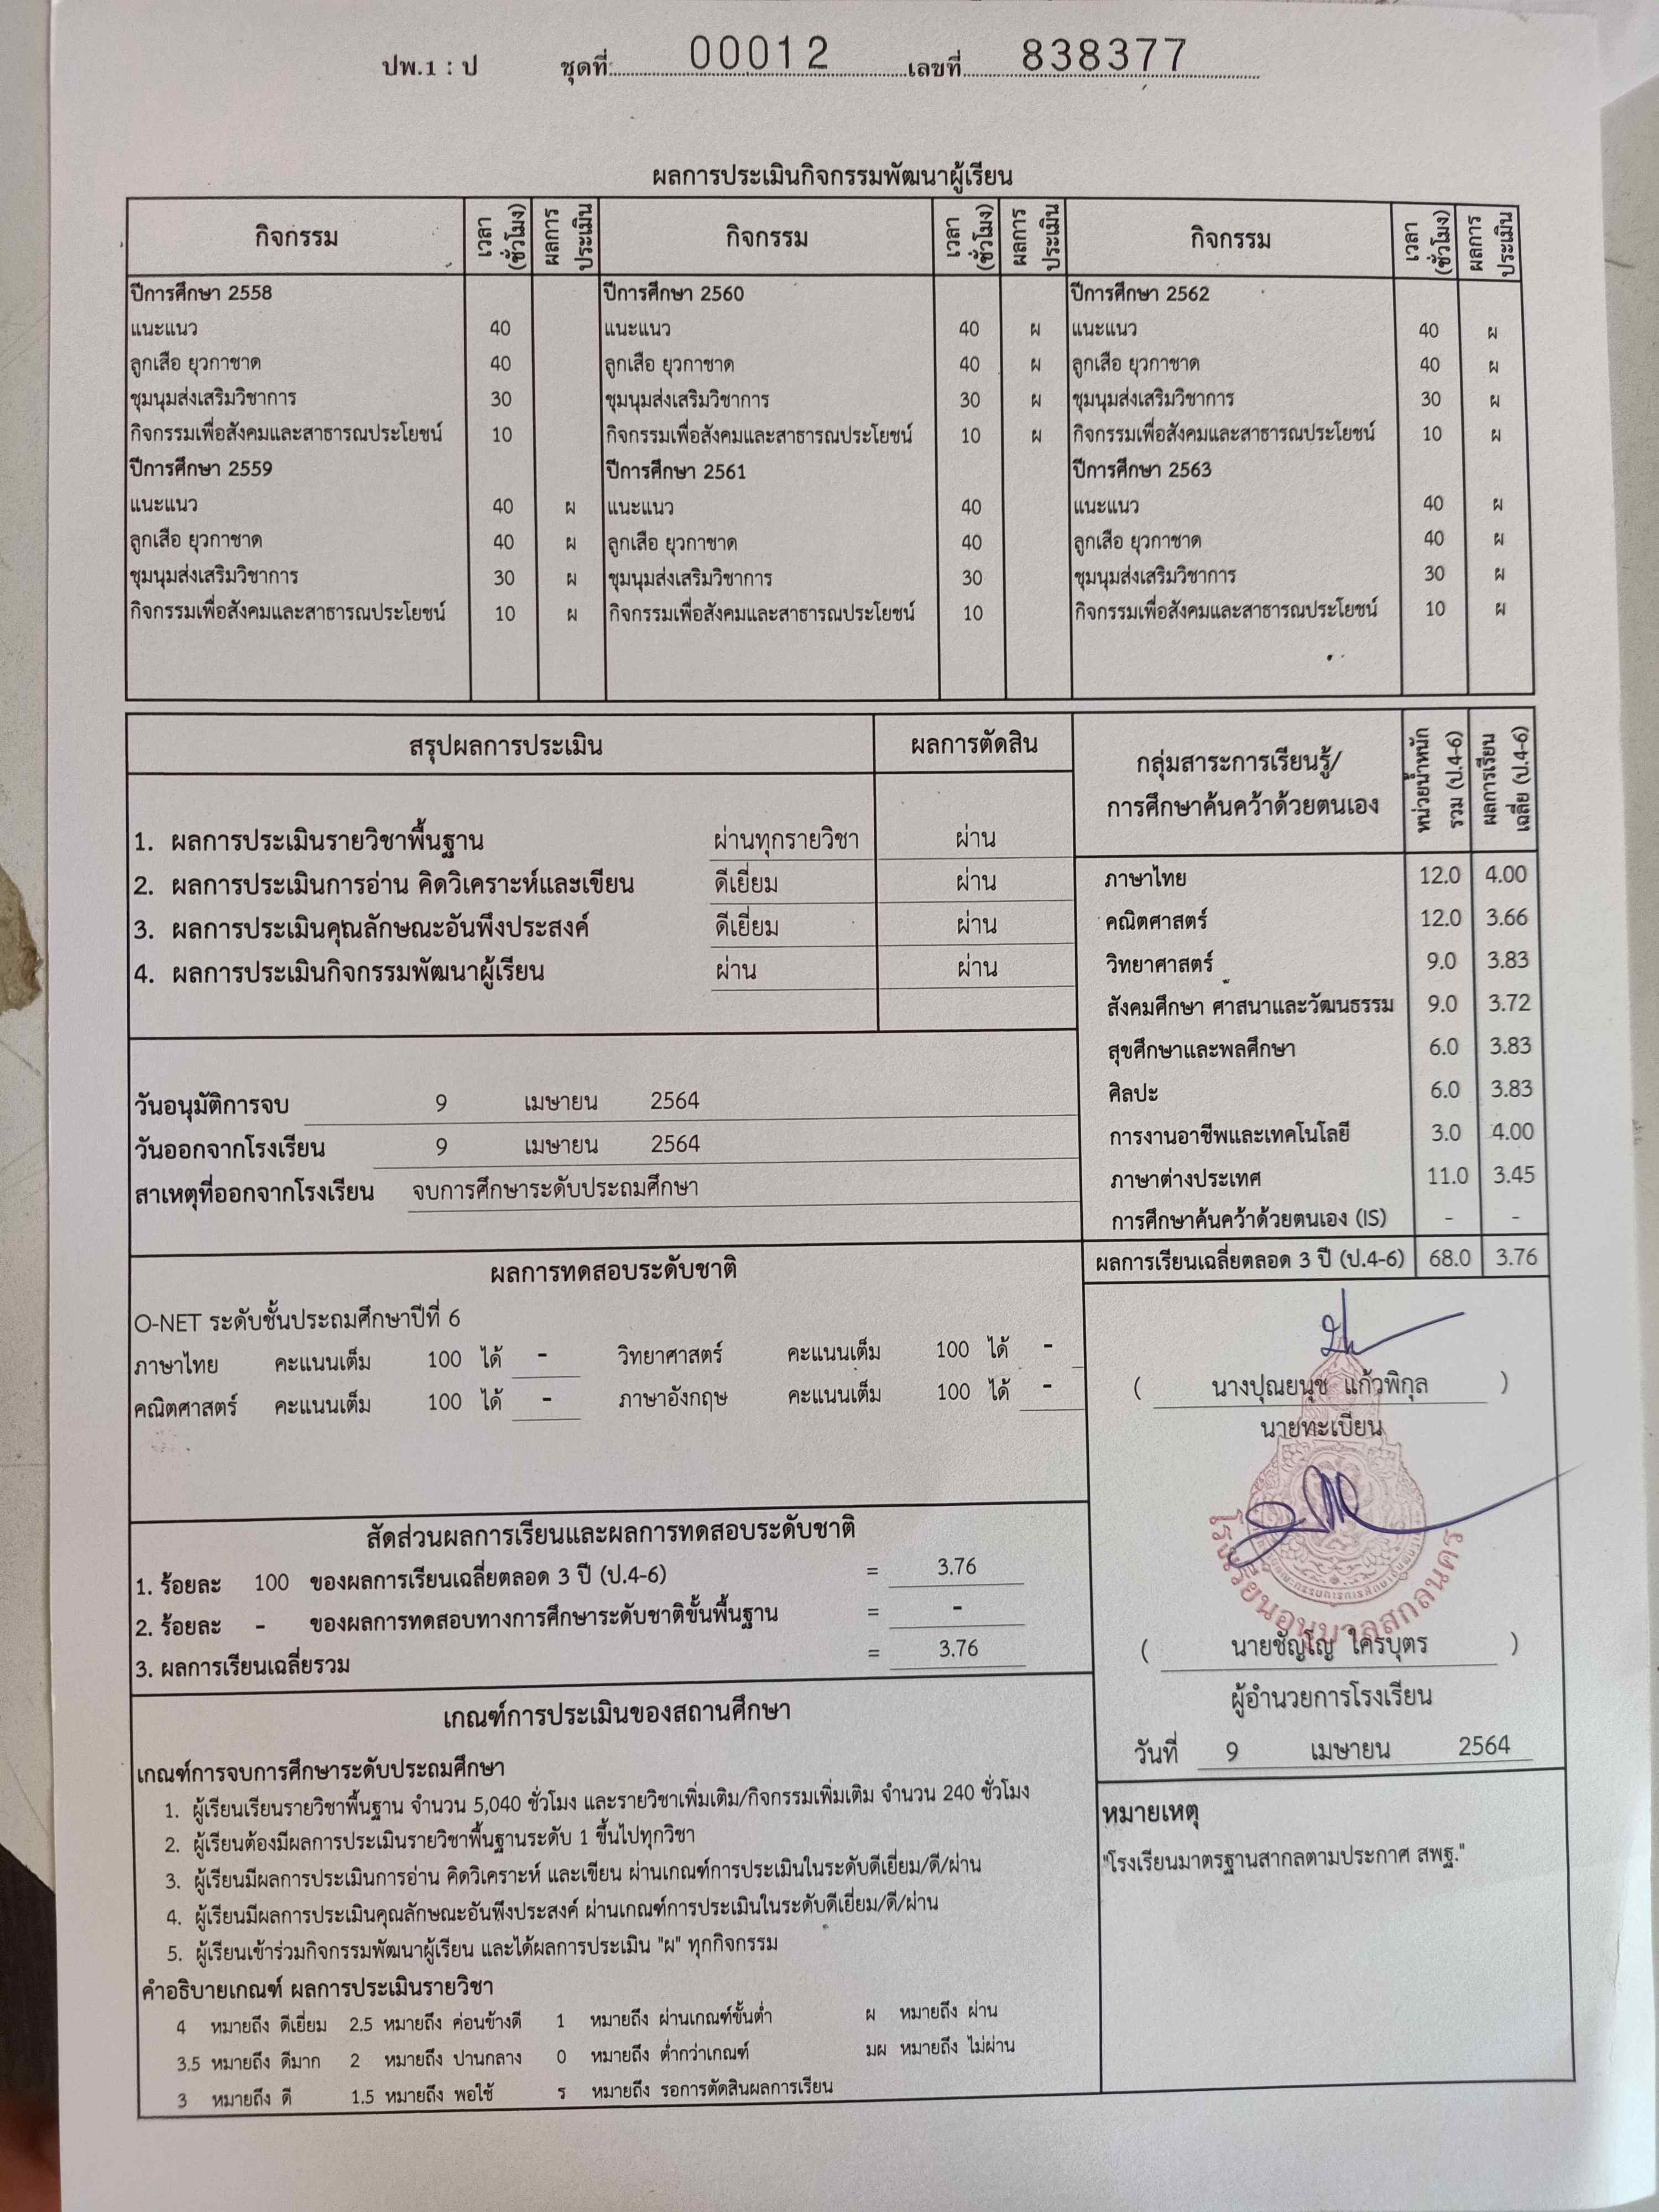 ปพ.1 : ป ชุดที่ 00012 เลขที่ 838377
ผลการประเมินกิจกรรมพัฒนาผู้เรียน
กิจกรรม เวลา (ชั่วโมง) ผลการประเมิน กิจกรรม เวลา (ชั่วโมง) ผลการประเมิน กิจกรรม เวลา (ชั่วโมง) ผลการประเมิน
ปีการศึกษา 2558 ปีการศึกษา 2560 ปีการศึกษา 2562
แนะแนว 40 แนะแนว 40 ผ แนะแนว 40 ผ
ลูกเสือ ยุวกาชาด 40 ลูกเสือ ยุวกาชาด 40 ผ ลูกเสือ ยุวกาชาด 40 ผ
ชุมนุมส่งเสริมวิชาการ 30 ชุมนุมส่งเสริมวิชาการ 30 ผ ชุมนุมส่งเสริมวิชาการ 30 ผ
กิจกรรมเพื่อสังคมและสาธารณประโยชน์ 10 กิจกรรมเพื่อสังคมและสาธารณประโยชน์ 10 ผ กิจกรรมเพื่อสังคมและสาธารณประโยชน์ 10 ผ
ปีการศึกษา 2559 ปีการศึกษา 2561 ปีการศึกษา 2563
แนะแนว 40 ผ แนะแนว 40 แนะแนว 40 ผ
ลูกเสือ ยุวกาชาด 40 ผ ลูกเสือ ยุวกาชาด 40 ลูกเสือ ยุวกาชาด 40 ผ
ชุมนุมส่งเสริมวิชาการ 30 ผ ชุมนุมส่งเสริมวิชาการ 30 ชุมนุมส่งเสริมวิชาการ 30 ผ
กิจกรรมเพื่อสังคมและสาธารณประโยชน์ 10 ผ กิจกรรมเพื่อสังคมและสาธารณประโยชน์ 10 กิจกรรมเพื่อสังคมและสาธารณประโยชน์ 10 ผ
สรุปผลการประเมิน ผลการตัดสิน
1. ผลการประเมินรายวิชาพื้นฐาน ผ่านทุกรายวิชา ผ่าน
2. ผลการประเมินการอ่าน คิดวิเคราะห์และเขียน ดีเยี่ยม ผ่าน
3. ผลการประเมินคุณลักษณะอันพึงประสงค์ ดีเยี่ยม ผ่าน
4. ผลการประเมินกิจกรรมพัฒนาผู้เรียน ผ่าน ผ่าน
วันอนุมัติการจบ 9 เมษายน 2564
วันออกจากโรงเรียน 9 เมษายน 2564
สาเหตุที่ออกจากโรงเรียน จบการศึกษาระดับประถมศึกษา
กลุ่มสาระการเรียนรู้/
การศึกษาค้นคว้าด้วยตนเอง
หน่วยน้ำหนัก รวม (ป.4-6)
ผลการเรียน เฉลี่ย (ป.4-6)
ภาษาไทย 12.0 4.00
คณิตศาสตร์ 12.0 3.66
วิทยาศาสตร์ 9.0 3.83
สังคมศึกษา ศาสนาและวัฒนธรรม 9.0 3.72
สุขศึกษาและพลศึกษา 6.0 3.83
ศิลปะ 6.0 3.83
การงานอาชีพและเทคโนโลยี 3.0 4.00
ภาษาต่างประเทศ 11.0 3.45
การศึกษาค้นคว้าด้วยตนเอง (IS) - -
ผลการเรียนเฉลี่ยตลอด 3 ปี (ป.4-6) 68.0 3.76
ผลการทดสอบระดับชาติ
O-NET ระดับชั้นประถมศึกษาปีที่ 6
ภาษาไทย คะแนนเต็ม 100 ได้ - วิทยาศาสตร์ คะแนนเต็ม 100 ได้ -
คณิตศาสตร์ คะแนนเต็ม 100 ได้ - ภาษาอังกฤษ คะแนนเต็ม 100 ได้ -
สัดส่วนผลการเรียนและผลการทดสอบระดับชาติ
1. ร้อยละ 100 ของผลการเรียนเฉลี่ยตลอด 3 ปี (ป.4-6) = 3.76
2. ร้อยละ - ของผลการทดสอบทางการศึกษาระดับชาติขั้นพื้นฐาน = -
3. ผลการเรียนเฉลี่ยรวม = 3.76
( นางปุณยนุช แก้วพิกุล )
นายทะเบียน
โรงเรียนอนุบาลสกลนคร
( นายชัญโญ ใครบุตร )
ผู้อำนวยการโรงเรียน
วันที่ 9 เมษายน 2564
เกณฑ์การประเมินของสถานศึกษา
เกณฑ์การจบการศึกษาระดับประถมศึกษา
1. ผู้เรียนเรียนรายวิชาพื้นฐาน จำนวน 5,040 ชั่วโมง และรายวิชาเพิ่มเติม/กิจกรรมเพิ่มเติม จำนวน 240 ชั่วโมง
2. ผู้เรียนต้องมีผลการประเมินรายวิชาพื้นฐานระดับ 1 ขึ้นไปทุกวิชา
3. ผู้เรียนมีผลการประเมินการอ่าน คิดวิเคราะห์ และเขียน ผ่านเกณฑ์การประเมินในระดับดีเยี่ยม/ดี/ผ่าน
4. ผู้เรียนมีผลการประเมินคุณลักษณะอันพึงประสงค์ ผ่านเกณฑ์การประเมินในระดับดีเยี่ยม/ดี/ผ่าน
5. ผู้เรียนเข้าร่วมกิจกรรมพัฒนาผู้เรียน และได้ผลการประเมิน "ผ" ทุกกิจกรรม
คำอธิบายเกณฑ์ ผลการประเมินรายวิชา
4 หมายถึง ดีเยี่ยม 2.5 หมายถึง ค่อนข้างดี 1 หมายถึง ผ่านเกณฑ์ขั้นต่ำ ผ หมายถึง ผ่าน
3.5 หมายถึง ดีมาก 2 หมายถึง ปานกลาง 0 หมายถึง ต่ำกว่าเกณฑ์ มผ หมายถึง ไม่ผ่าน
3 หมายถึง ดี 1.5 หมายถึง พอใช้ ร หมายถึง รอการตัดสินผลการเรียน
หมายเหตุ
"โรงเรียนมาตรฐานสากลตามประกาศ สพฐ."